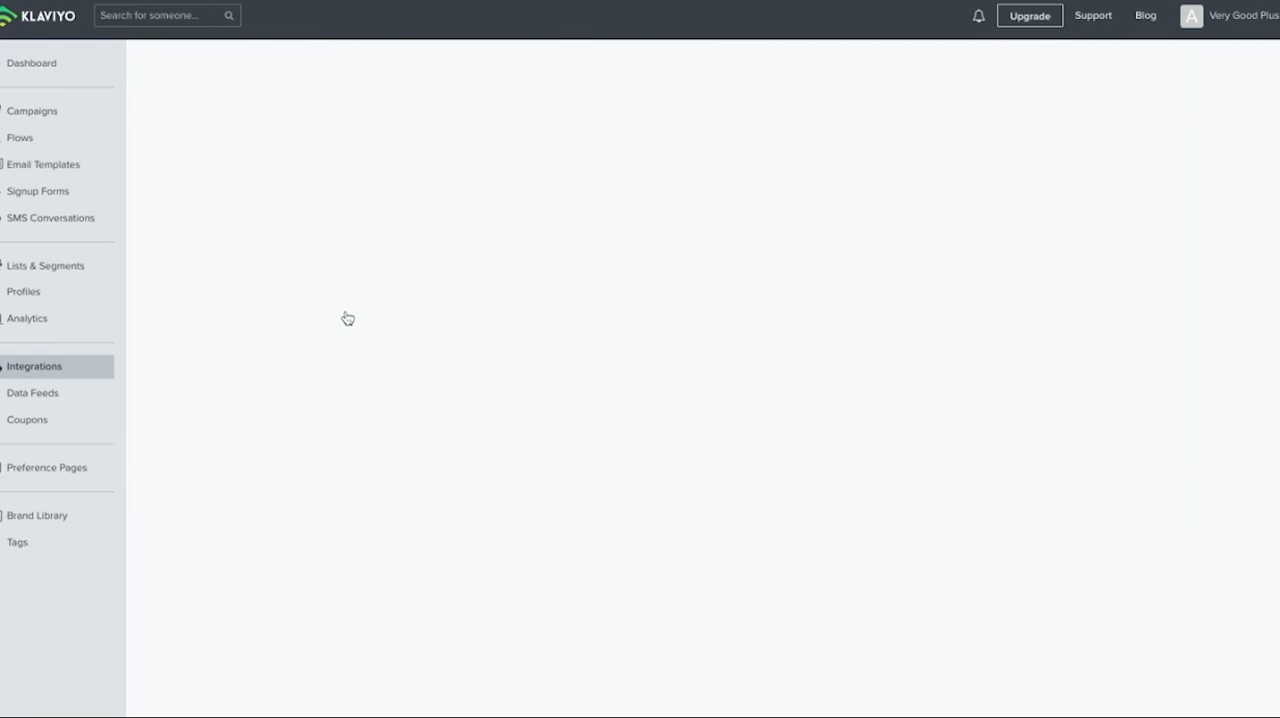 KLAVIYO
Search for someone...
Upgrade
Support
Blog
A
Very Good Plus
Dashboard
Campaigns
Flows
Email Templates
Signup Forms
SMS Conversations
Lists & Segments
Profiles
Analytics
Integrations
Data Feeds
Coupons
Preference Pages
Brand Library
Tags